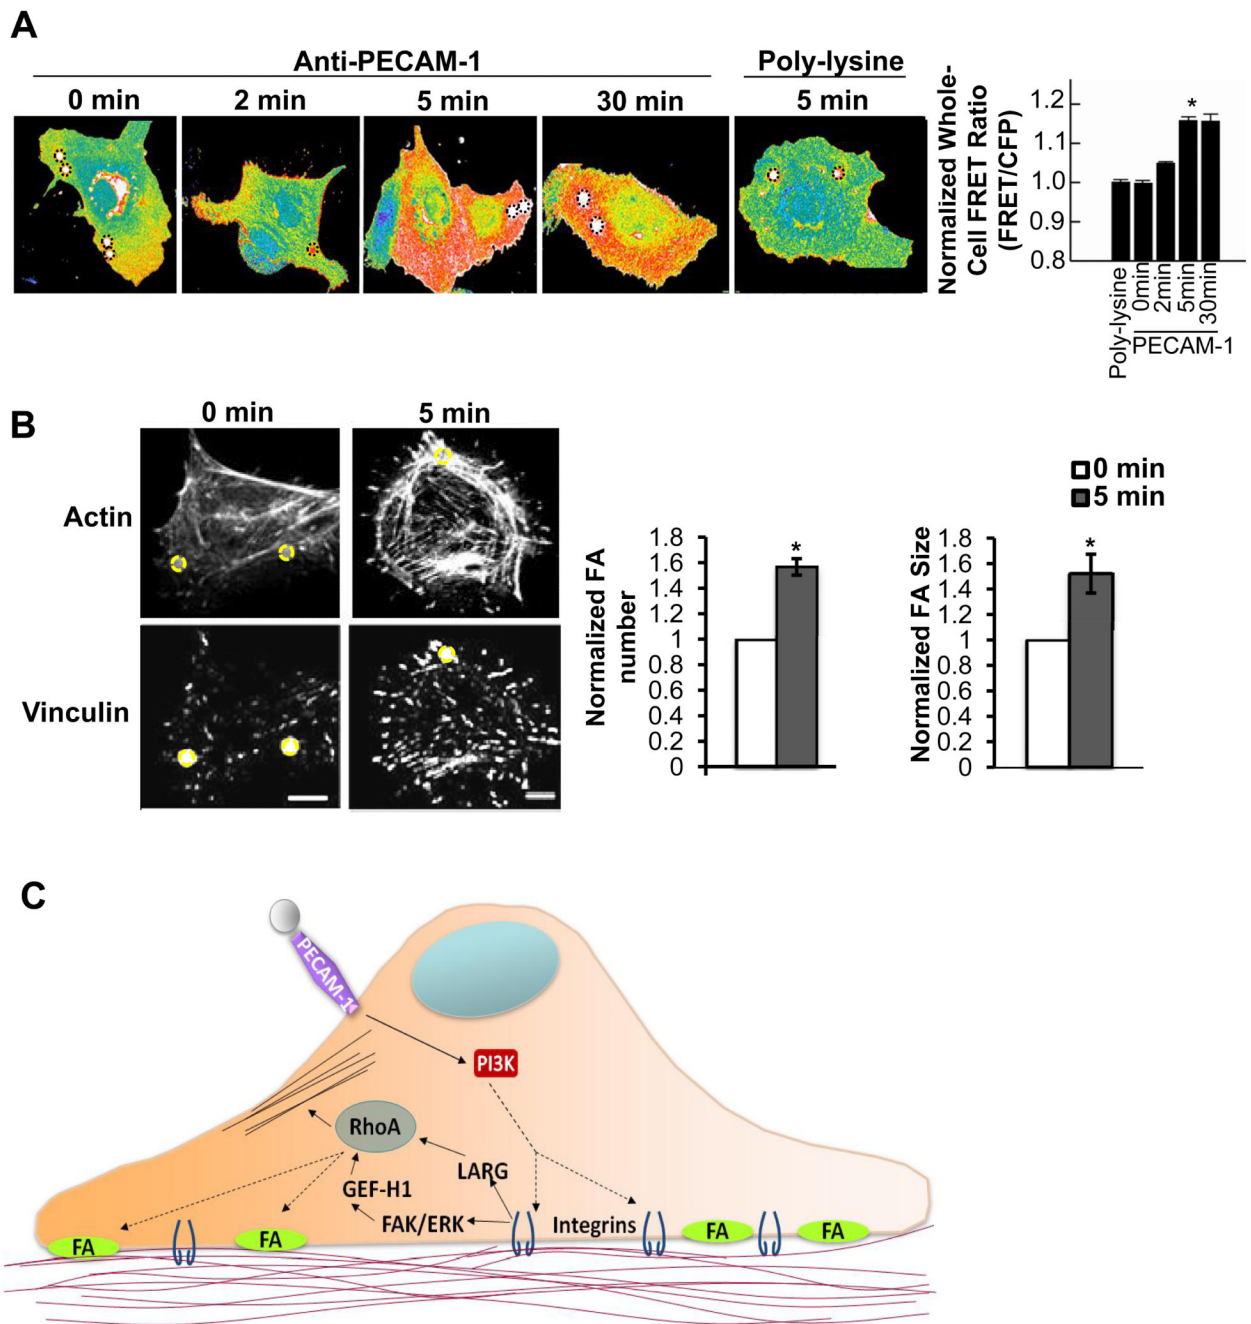 A
Anti-PECAM-1
Poly-lysine
0 min
2 min
5 min
30 min
5 min
Normalized Whole-
Cell FRET Ratio
(FRET/CFP)
1.2
1.1
1.0
0.9
0.8
*
Poly-lysine
0min
2min
5min
30min
PECAM-1
B
0 min
5 min
Actin
Vinculin
0 min
5 min
Normalized FA
number
1.8
1.6
1.4
1.2
1
0.8
0.6
0.4
0.2
0
*
Normalized FA Size
1.8
1.6
1.4
1.2
1
0.8
0.6
0.4
0.2
0
*
C
PECAM-1
PI3K
RhoA
LARG
GEF-H1
FAK/ERK
Integrins
FA
FA
FA
FA